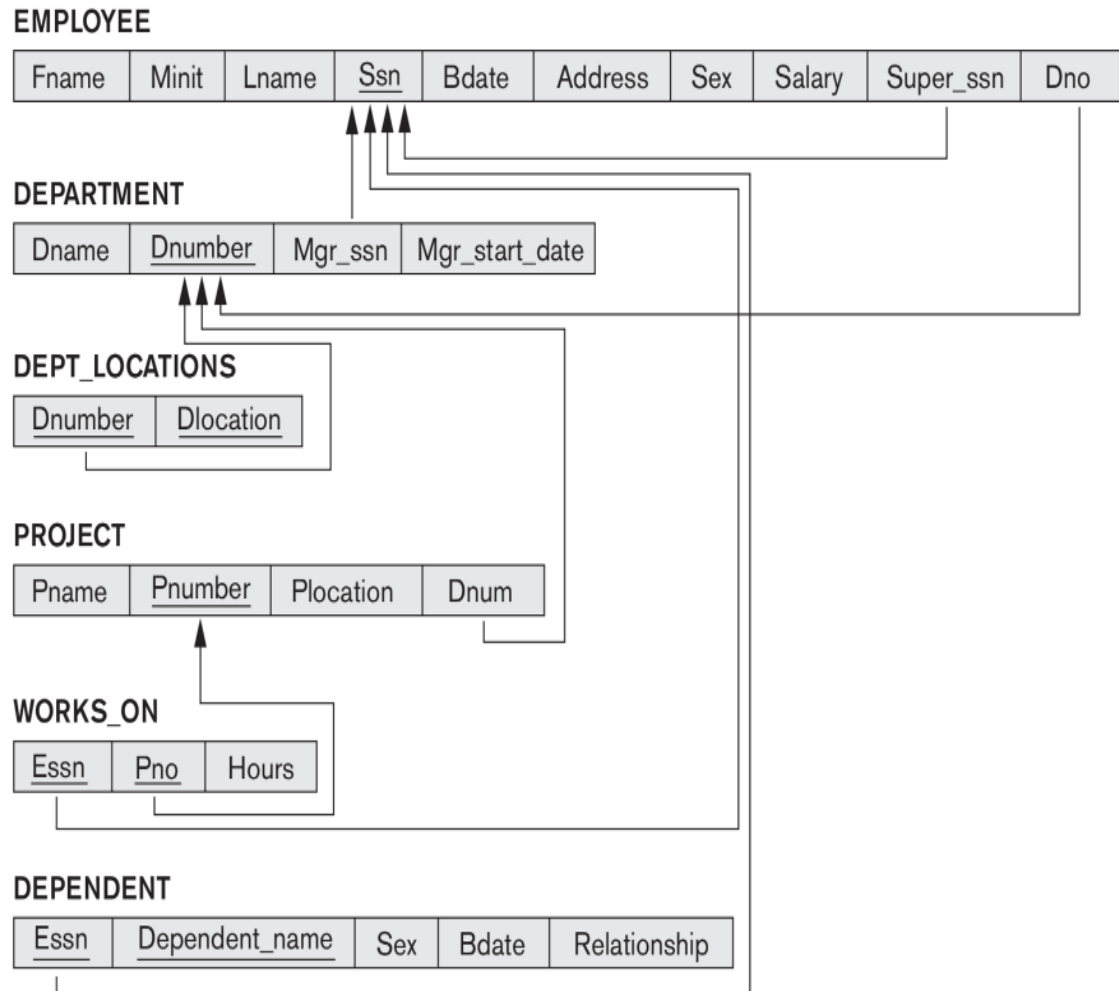 EMPLOYEE
Fname Minit Lname Ssn Bdate Address Sex Salary Super_ssn Dno
DEPARTMENT
Dname Dnumber Mgr_ssn Mgr_start_date
DEPT_LOCATIONS
Dnumber Dlocation
PROJECT
Pname Pnumber Plocation Dnum
WORKS_ON
Essn Pno Hours
DEPENDENT
Essn Dependent_name Sex Bdate Relationship